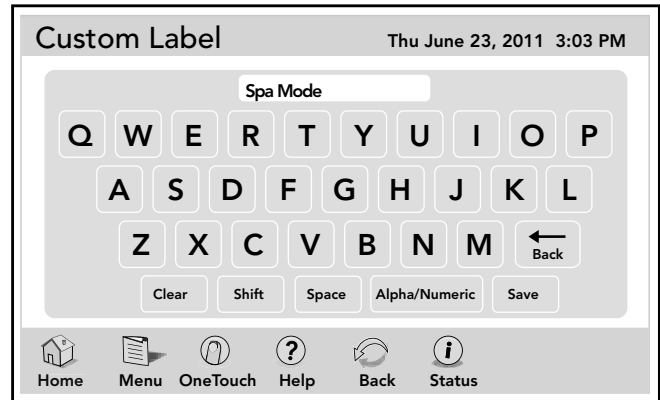 Custom Label Thu June 23, 2011 3:03 PM
Spa Mode
Q W E R T Y U I O P
A S D F G H J K L
Z X C V B N M Back
Clear Shift Space Alpha/Numeric Save
? i
Home Menu OneTouch Help Back Status